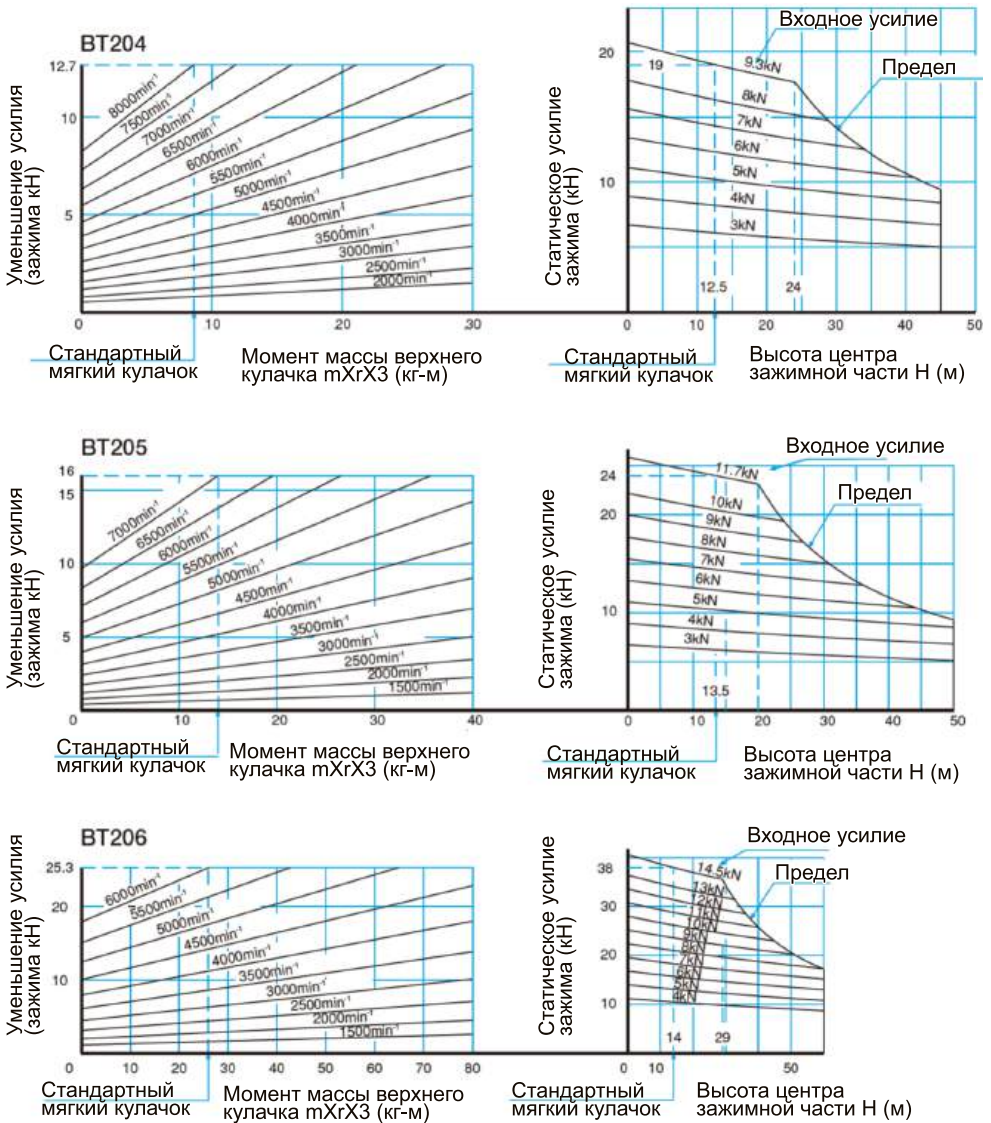 BT204
Уменьшение усилия
(зажима кН)
12.7
10
5
0
10
20
30
8000min⁻¹
7500min⁻¹
7000min⁻¹
6500min⁻¹
6000min⁻¹
5500min⁻¹
5000min⁻¹
4500min⁻¹
4000min⁻¹
3500min⁻¹
3000min⁻¹
2500min⁻¹
2000min⁻¹
Стандартный
мягкий кулачок
Момент массы верхнего
кулачка mXrX3 (кг-м)
Статическое усилие
зажима (кН)
Входное усилие
Предел
20
19
10
9.3kN
8kN
7kN
6kN
5kN
4kN
3kN
12.5
24
0
10
20
30
40
50
Стандартный
мягкий кулачок
Высота центра
зажимной части Н (м)
BT205
Уменьшение усилия
(зажима кН)
16
15
10
5
0
10
20
30
40
7000min⁻¹
6500min⁻¹
6000min⁻¹
5500min⁻¹
5000min⁻¹
4500min⁻¹
4000min⁻¹
3500min⁻¹
3000min⁻¹
2500min⁻¹
2000min⁻¹
1500min⁻¹
Стандартный
мягкий кулачок
Момент массы верхнего
кулачка mXrX3 (кг-м)
Статическое усилие
зажима (кН)
Входное усилие
Предел
24
20
10
11.7kN
10kN
9kN
8kN
7kN
6kN
5kN
4kN
3kN
13.5
0
10
20
30
40
50
Стандартный
мягкий кулачок
Высота центра
зажимной части Н (м)
BT206
Уменьшение усилия
(зажима кН)
25.3
20
10
0
10
20
30
40
50
60
70
80
6000min⁻¹
5500min⁻¹
5000min⁻¹
4500min⁻¹
4000min⁻¹
3500min⁻¹
3000min⁻¹
2500min⁻¹
2000min⁻¹
1500min⁻¹
Стандартный
мягкий кулачок
Момент массы верхнего
кулачка mXrX3 (кг-м)
Статическое усилие
зажима (кН)
Входное усилие
Предел
38
30
20
10
14.5kN
13kN
12kN
1kN
10kN
9kN
8kN
7kN
6kN
5kN
4kN
14
29
0
50
Стандартный
мягкий кулачок
Высота центра
зажимной части Н (м)